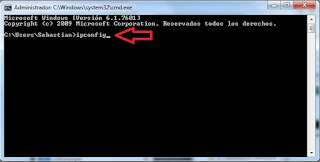 Administrador: C:\Windows\system32\cmd.exe
Microsoft Windows [Versión 6.1.7601]
Copyright (c) 2009 Microsoft Corporation. Reservados todos los derechos.
C:\Users\Sebastian>ipconfig_